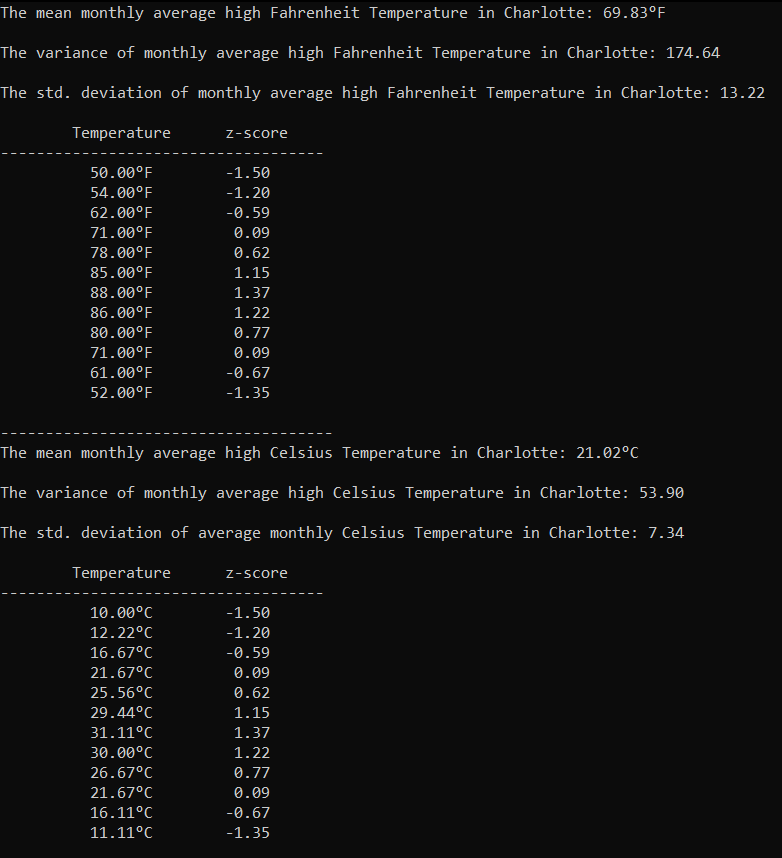 The mean monthly average high Fahrenheit Temperature in Charlotte: 69.83°F
The variance of monthly average high Fahrenheit Temperature in Charlotte: 174.64
The std. deviation of monthly average high Fahrenheit Temperature in Charlotte: 13.22
Temperature z-score
------------------------------------
50.00°F -1.50
54.00°F -1.20
62.00°F -0.59
71.00°F 0.09
78.00°F 0.62
85.00°F 1.15
88.00°F 1.37
86.00°F 1.22
80.00°F 0.77
71.00°F 0.09
61.00°F -0.67
52.00°F -1.35
-------------------------------------
The mean monthly average high Celsius Temperature in Charlotte: 21.02°C
The variance of monthly average high Celsius Temperature in Charlotte: 53.90
The std. deviation of average monthly Celsius Temperature in Charlotte: 7.34
Temperature z-score
------------------------------------
10.00°C -1.50
12.22°C -1.20
16.67°C -0.59
21.67°C 0.09
25.56°C 0.62
29.44°C 1.15
31.11°C 1.37
30.00°C 1.22
26.67°C 0.77
21.67°C 0.09
16.11°C -0.67
11.11°C -1.35